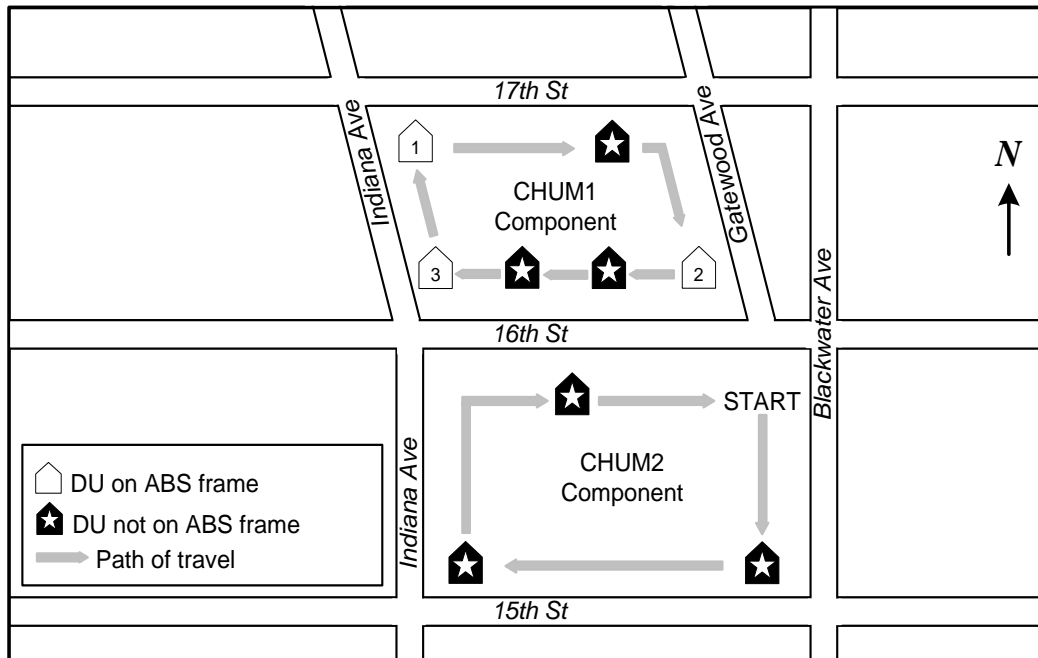 17th St
Indiana Ave
Gatewood Ave
1
CHUM1
Component
N
3
2
16th St
Blackwater Ave
START
CHUM2
Component
Indiana Ave
DU on ABS frame
DU not on ABS frame
Path of travel
15th St